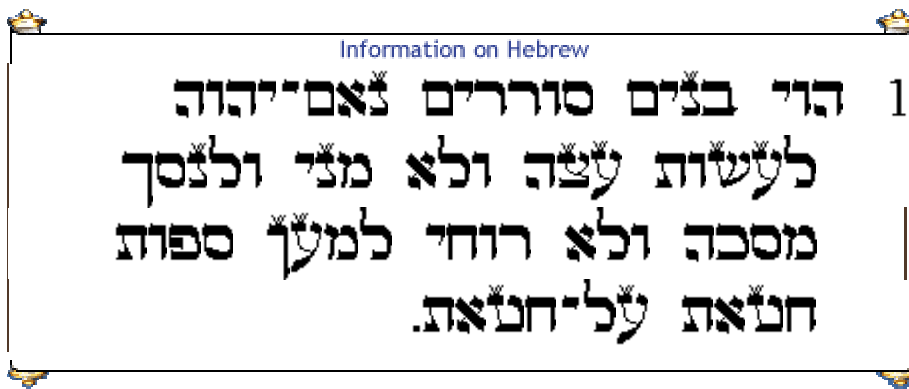 Information on Hebrew
1 הוי בנים סוררים נאם־יהוה
לעשות עצה ולא מני ולנסך
מסכה ולא רוחי למען ספות
חטאת על־חטאת.